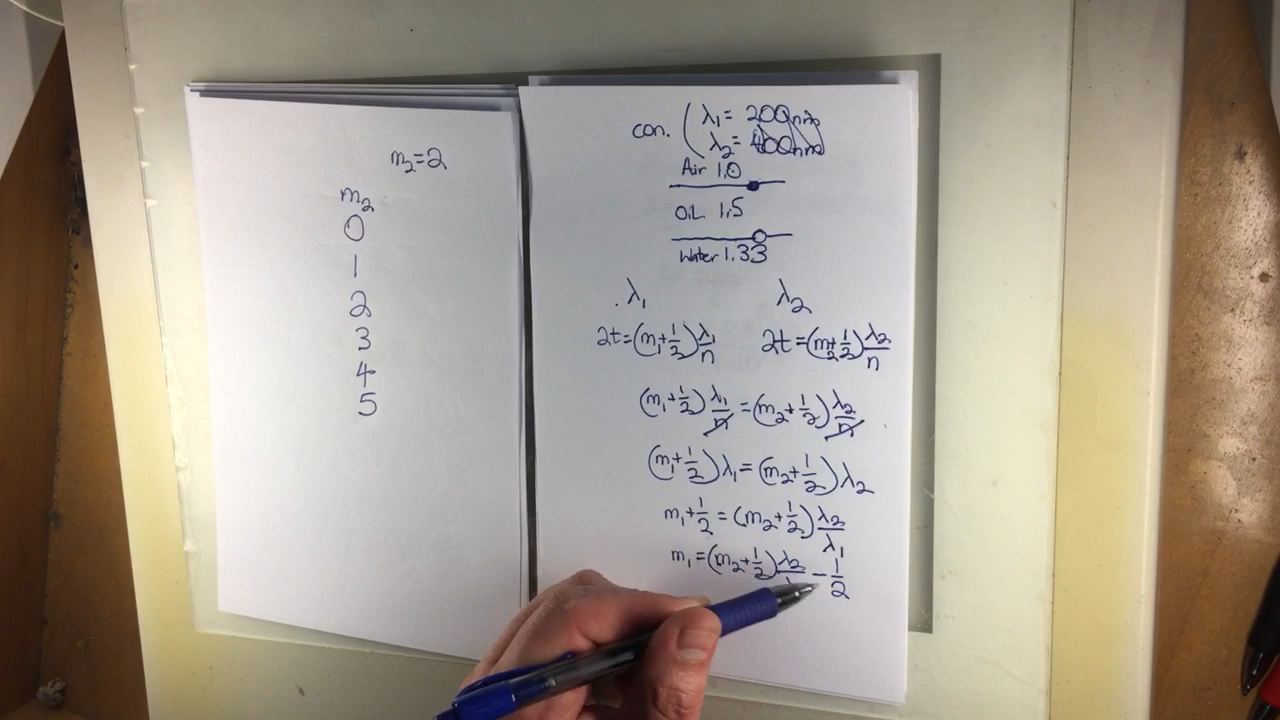 m₂=2
m₂
0
1
2
3
4
5
con. ( λ₁= 200nm
λ₂= 400nm
Air 1.0
OiL 1.5
Water 1.33
λ₁ λ₂
2t=(m₁+1/2)λ₁/n 2t=(m₂+1/2)λ₂/n
(m₁+1/2)λ₁/n=(m₂+1/2)λ₂/n
(m₁+1/2)λ₁=(m₂+1/2)λ₂
m₁+1/2=(m₂+1/2)λ₂/λ₁
m₁=(m₂+1/2)λ₂ -1/2